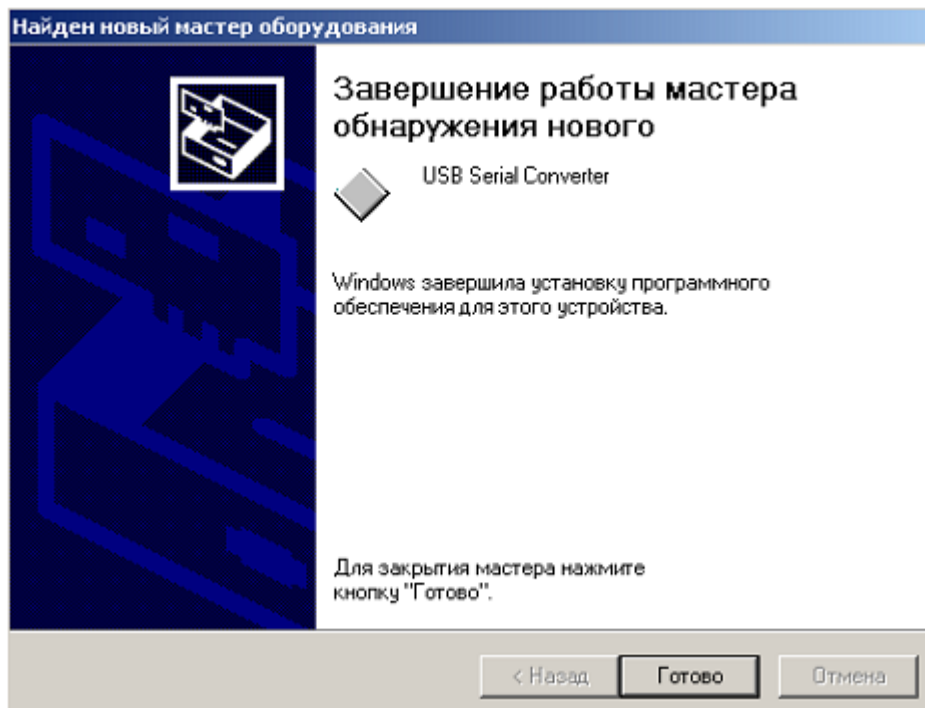 Найден новый мастер оборудования
Завершение работы мастера
обнаружения нового
USB Serial Converter
Windows завершила установку программного
обеспечения для этого устройства.
Для закрытия мастера нажмите
кнопку "Готово".
< Назад
Готово
Отмена